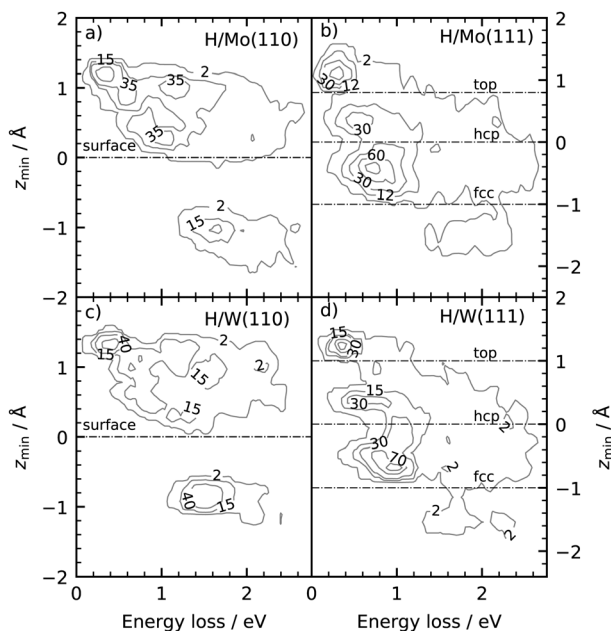 a) H/Mo(110)
2
1
0
−1
−2
z_min / Å
15
35
35
2
35
surface
2
15
b) H/Mo(111)
2
1
0
−1
−2
z_min / Å
2
30 12
top
30
hcp
60
30
12
fcc
2
c) H/W(110)
1
0
−1
−2
z_min / Å
40
15
2
2
15
15
surface
2
40
15
0 1 2
Energy loss / eV
d) H/W(111)
2
1
0
−1
−2
z_min / Å
15
30
top
15
30
hcp
2
30
70
2
fcc
2
2
0 1 2
Energy loss / eV